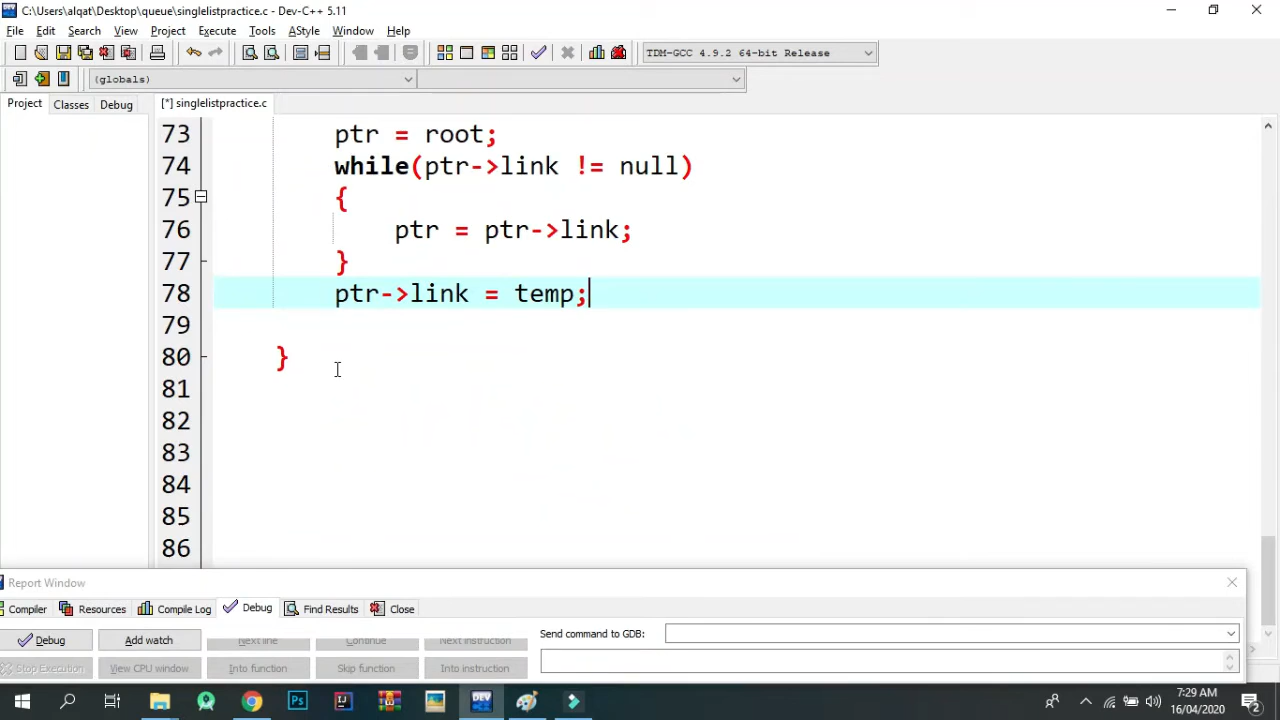 C:\Users\alqat\Desktop\queue\singlelistpractice.c - Dev-C++ 5.11
File Edit Search View Project Execute Tools AStyle Window Help
TDM-GCC 4.9.2 64-bit Release
(globals)
Project Classes Debug [*] singlelistpractice.c
73 ptr = root;
74 while(ptr->link != null)
75 {
76 ptr = ptr->link;
77 }
78 ptr->link = temp;
79
80 }
81
82
83
84
85
86
Report Window
Compiler Resources Compile Log Debug Find Results Close
Debug Add watch Next line Continue Next instruction Send command to GDB:
Stop Execution View CPU window Into function Skip function Into instruction
Ps IJ DEV
7:29 AM
16/04/2020
2